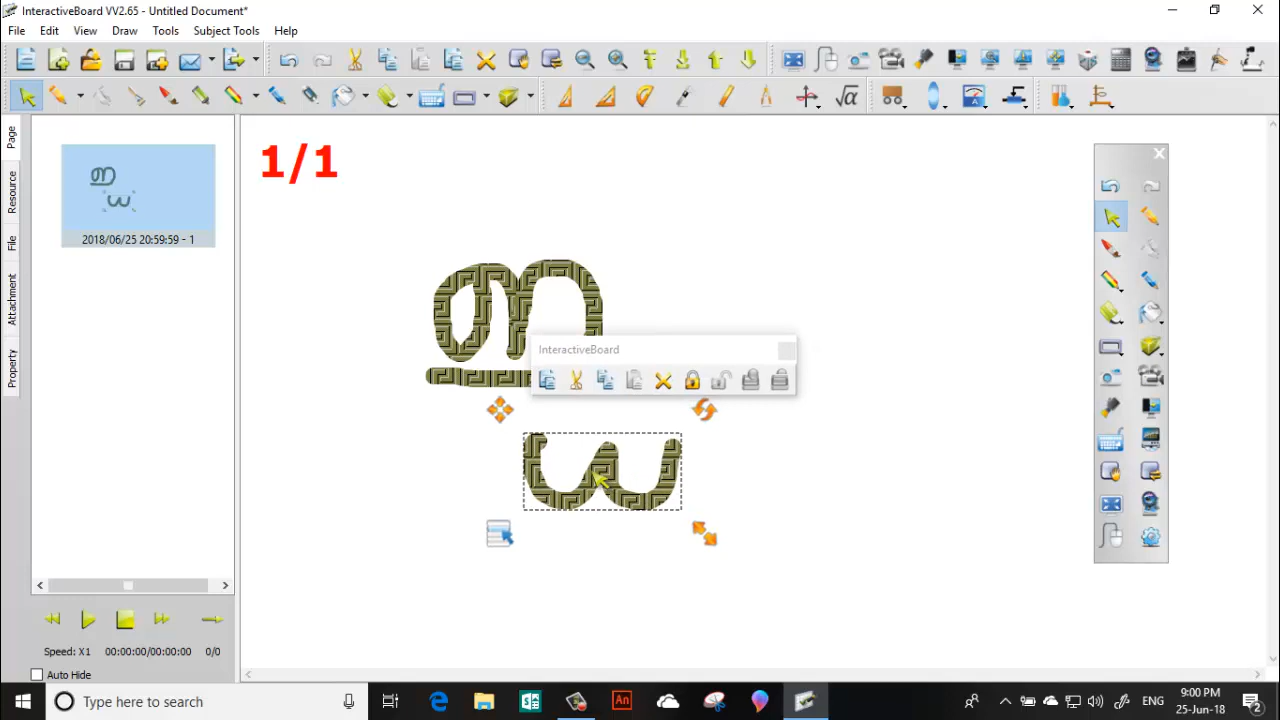 InteractiveBoard VV2.65 - Untitled Document*
File Edit View Draw Tools Subject Tools Help
Page
Resource
File
Attachment
Property
2018/06/25 20:59:59 - 1
1/1
InteractiveBoard
Speed: X1 00:00:00/00:00:00 0/0
Auto Hide
Type here to search
An
ENG
9:00 PM
25-Jun-18
2